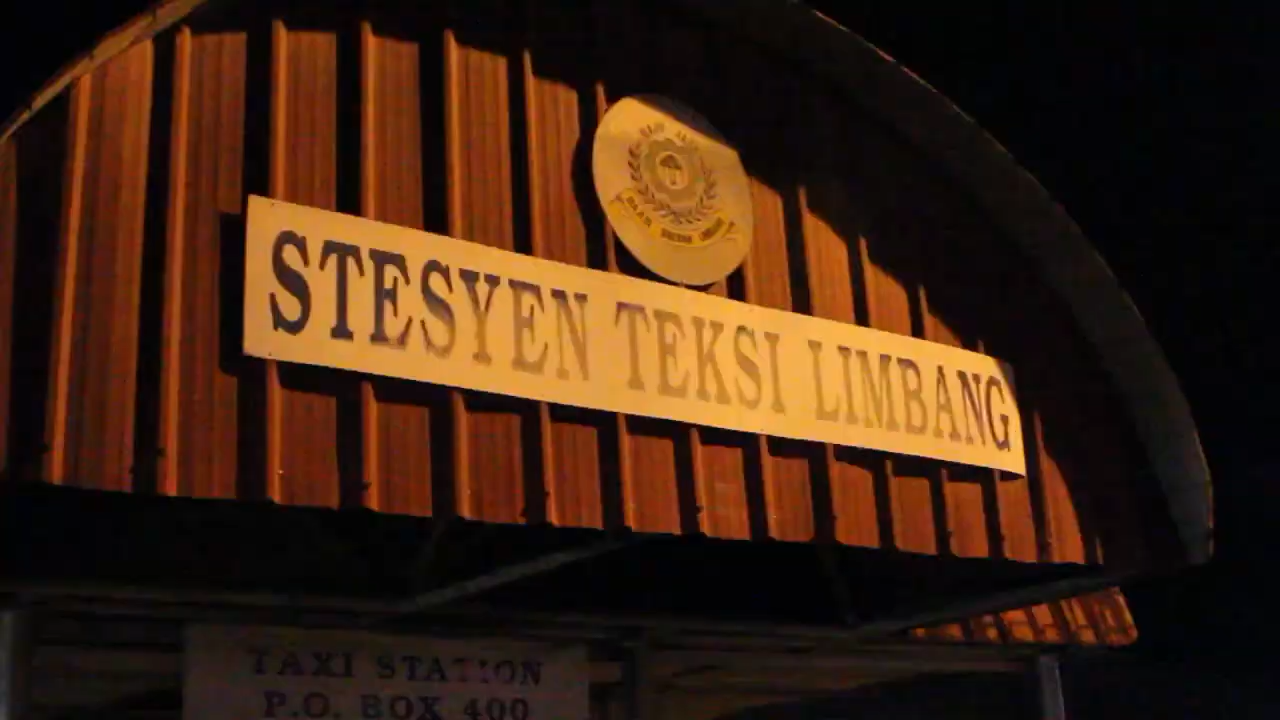 STESYEN TEKSI LIMBANG
TAXI STATION
P.O. BOX 400